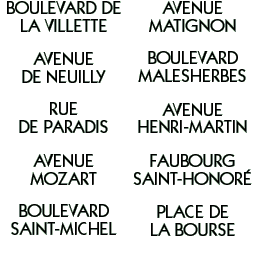 BOULEVARD DE
LA VILLETTE
AVENUE
DE NEUILLY
RUE
DE PARADIS
AVENUE
MOZART
BOULEVARD
SAINT-MICHEL
AVENUE
MATIGNON
BOULEVARD
MALESHERBES
AVENUE
HENRI-MARTIN
FAUBOURG
SAINT-HONORÉ
PLACE DE
LA BOURSE